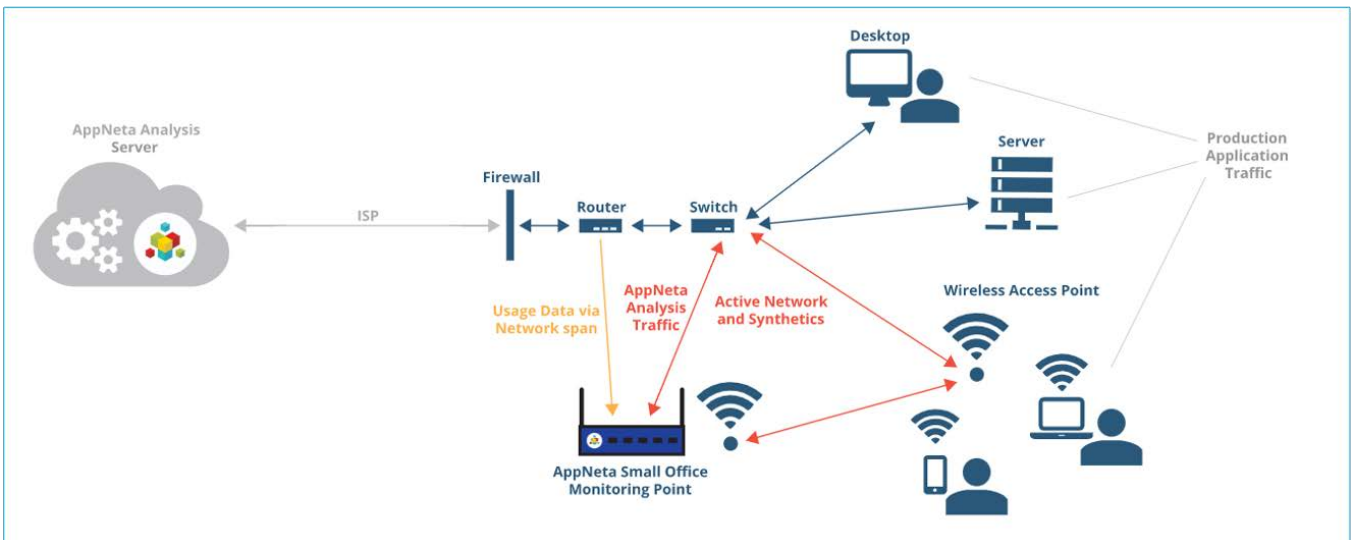 Desktop
AppNeta Analysis
Server
Server
Production
Application
Traffic
Firewall
ISP
Router
Switch
Usage Data via
Network span
AppNeta
Analysis
Traffic
Active Network
and Synthetics
Wireless Access Point
AppNeta Small Office
Monitoring Point